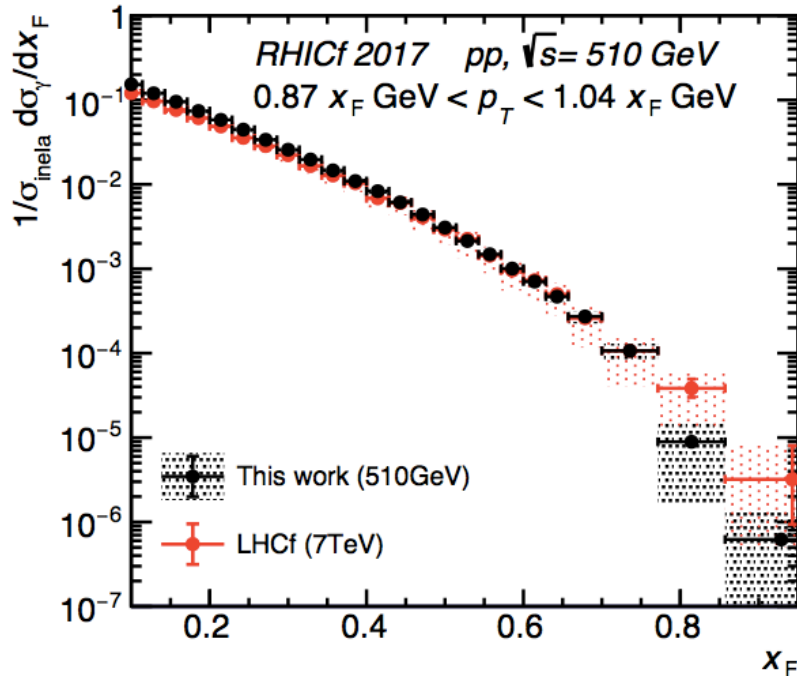 RHICf 2017 pp, √s= 510 GeV
0.87 x_F GeV < p_T < 1.04 x_F GeV
1/σ_inela dσ_γ/dx_F
1
10⁻¹
10⁻²
10⁻³
10⁻⁴
10⁻⁵
10⁻⁶
10⁻⁷
This work (510GeV)
LHCf (7TeV)
0.2 0.4 0.6 0.8
x_F